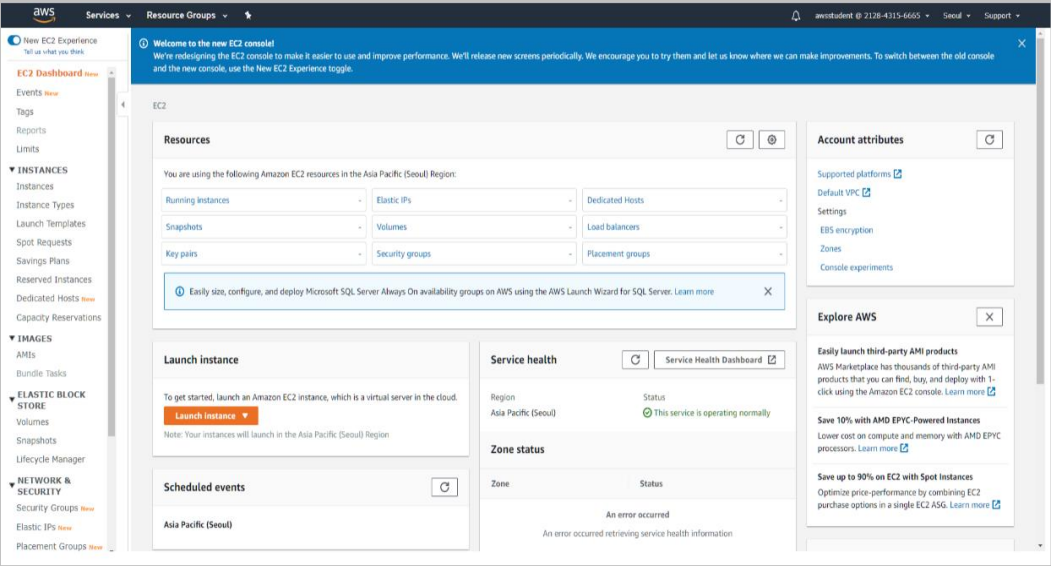 aws
Services
Resource Groups
awsstudent @ 2128-4315-6665
Seoul
Support
New EC2 Experience
Tell us what you think
EC2 Dashboard New
Events New
Tags
Reports
Limits
INSTANCES
Instances
Instance Types
Launch Templates
Spot Requests
Savings Plans
Reserved Instances
Dedicated Hosts New
Capacity Reservations
IMAGES
AMIs
Bundle Tasks
ELASTIC BLOCK
STORE
Volumes
Snapshots
Lifecycle Manager
NETWORK &
SECURITY
Security Groups New
Elastic IPs New
Placement Groups New
Welcome to the new EC2 console!
We're redesigning the EC2 console to make it easier to use and improve performance. We'll release new screens periodically. We encourage you to try them and let us know where we can make improvements. To switch between the old console
and the new console, use the New EC2 Experience toggle.
EC2
Resources
You are using the following Amazon EC2 resources in the Asia Pacific (Seoul) Region:
Running instances -
Elastic IPs -
Dedicated Hosts -
Snapshots -
Volumes -
Load balancers -
Key pairs -
Security groups -
Placement groups -
Easily size, configure, and deploy Microsoft SQL Server Always On availability groups on AWS using the AWS Launch Wizard for SQL Server. Learn more
Launch instance
To get started, launch an Amazon EC2 instance, which is a virtual server in the cloud.
Launch instance
Note: Your instances will launch in the Asia Pacific (Seoul) Region
Scheduled events
Asia Pacific (Seoul)
Service health
Service Health Dashboard
Region
Status
Asia Pacific (Seoul)
This service is operating normally
Zone status
Zone
Status
An error occurred
An error occurred retrieving service health information
Account attributes
Supported platforms
Default VPC
Settings
EBS encryption
Zones
Console experiments
Explore AWS
Easily launch third-party AMI products
AWS Marketplace has thousands of third-party AMI
products that you can find, buy, and deploy with 1-
click using the Amazon EC2 console. Learn more
Save 10% with AMD EPYC-Powered Instances
Lower cost on compute and memory with AMD EPYC
processors. Learn more
Save up to 90% on EC2 with Spot Instances
Optimize price-performance by combining EC2
purchase options in a single EC2 ASG. Learn more